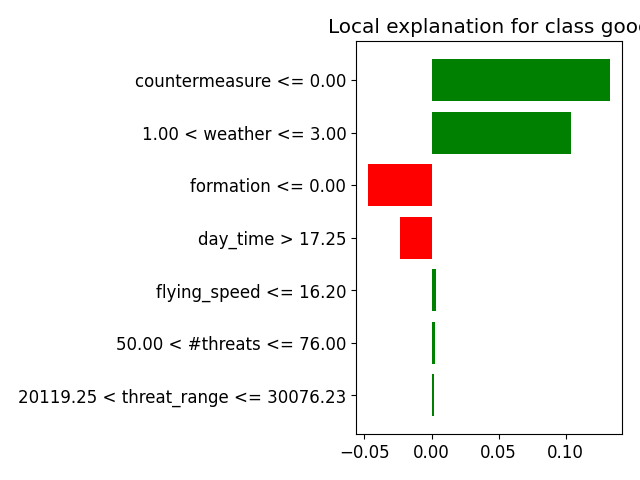 Local explanation for class goo
countermeasure <= 0.00
1.00 < weather <= 3.00
formation <= 0.00
day_time > 17.25
flying_speed <= 16.20
50.00 < #threats <= 76.00
20119.25 < threat_range <= 30076.23
−0.05 0.00 0.05 0.10